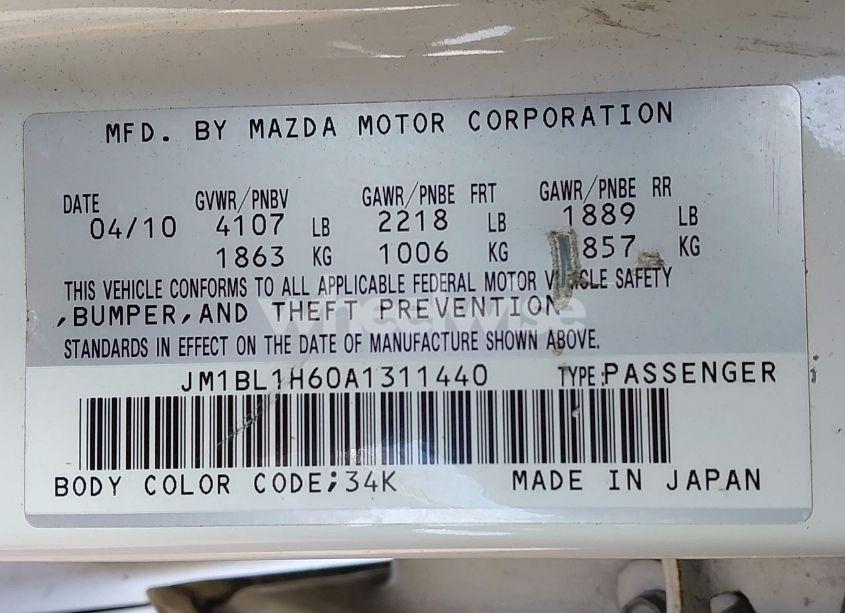 MFD. BY MAZDA MOTOR CORPORATION
DATE GVWR/PNBV GAWR/PNBE FRT GAWR/PNBE RR
04/10 4107 LB 2218 LB 1889 LB
1863 KG 1006 KG 857 KG
THIS VEHICLE CONFORMS TO ALL APPLICABLE FEDERAL MOTOR VEHICLE SAFETY
,BUMPER,AND THEFT PREVENTION
STANDARDS IN EFFECT ON THE DATE OF MANUFACTURE SHOWN ABOVE.
JM1BL1H60A1311440 TYPE:PASSENGER
BODY COLOR CODE;34K MADE IN JAPAN
wheelwise